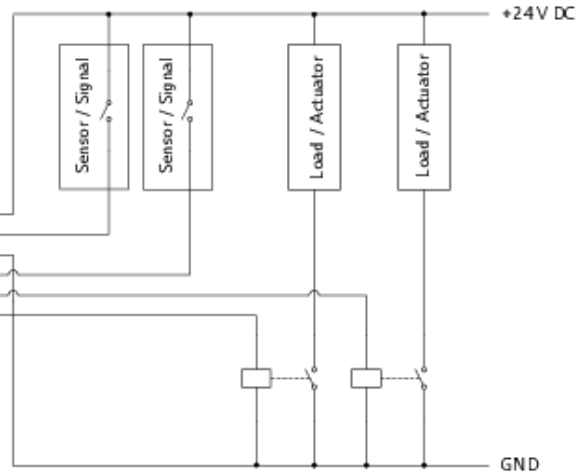 +24V DC
Sensor / Signal
Sensor / Signal
Load / Actuator
Load / Actuator
GND